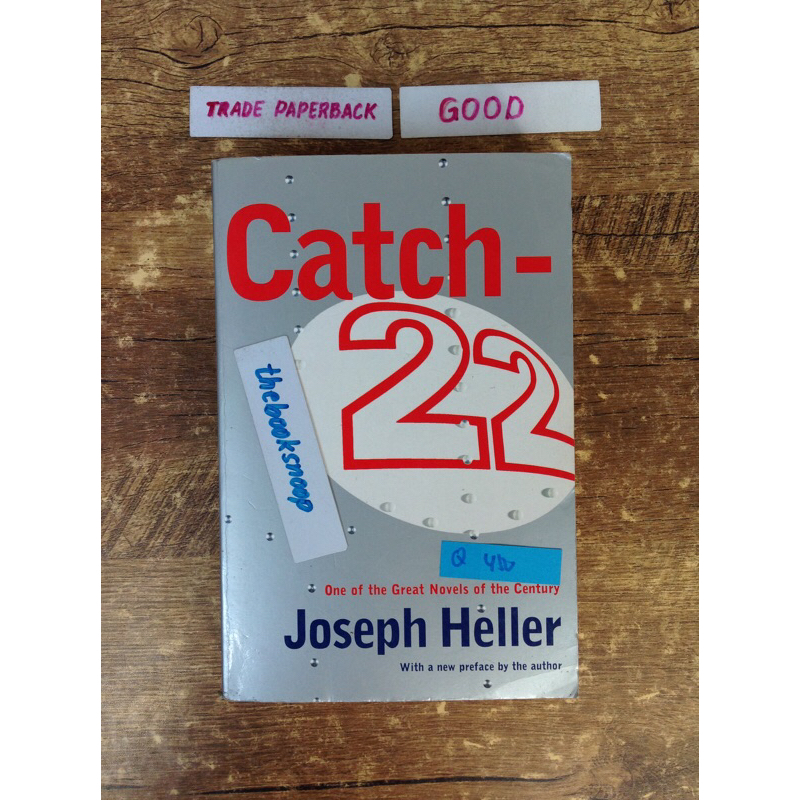 TRADE PAPERBACK
GOOD
Catch-
22
thebooksnoop
One of the Great Novels of the Century
Joseph Heller
With a new preface by the author